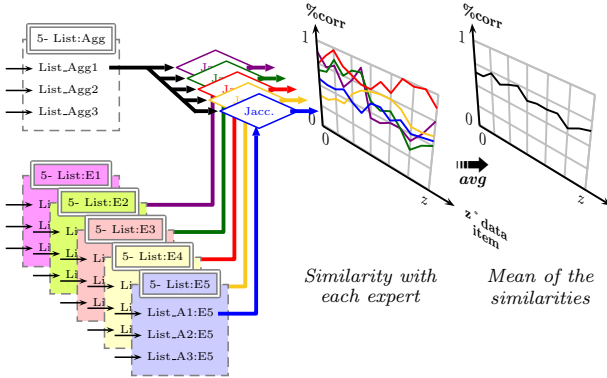 5- List:Agg
List_Agg1
List_Agg2
List_Agg3
Jacc.
5- List:E1
5- List:E2
5- List:E3
5- List:E4
5- List:E5
List_A1:E5
List_A2:E5
List_A3:E5
%corr
1
0
0
z
z˚data
item
avg
%corr
1
0
0
z
Similarity with
each expert
Mean of the
similarities